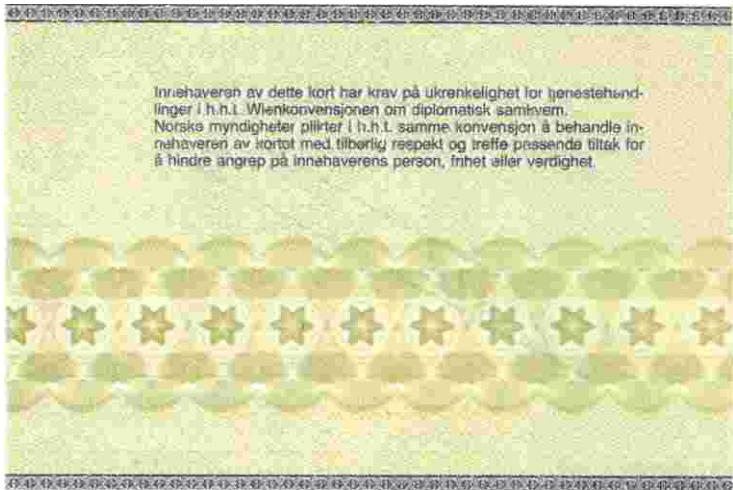 Innehaveren av dette kort har krav på ukrenkelighet for tjenestehand-
linger i h.h.t. Wienkonvensjonen om diplomatisk samkvem.
Norske myndigheter plikter i h.h.t. samme konvensjon å behandle in-
nehaveren av kortet med tilbørlig respekt og treffe passende tiltak for
å hindre angrep på innehaverens person, frihet eller verdighet.